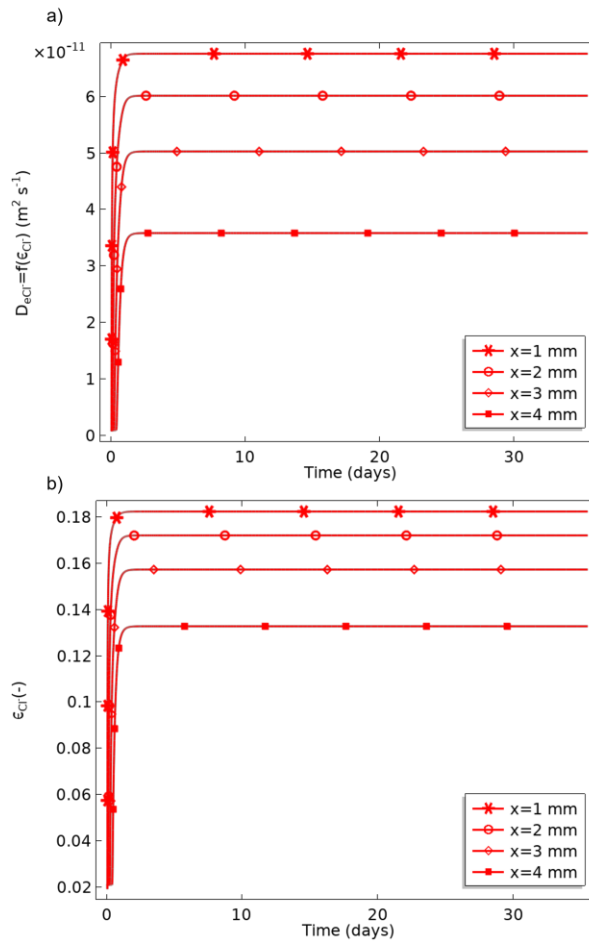 a)
×10⁻¹¹
6
5
4
3
2
1
0
D_eCl⁻=f(ϵ_Cl⁻) (m² s⁻¹)
x=1 mm
x=2 mm
x=3 mm
x=4 mm
0 10 20 30
Time (days)
b)
0.18
0.16
0.14
0.12
0.1
0.08
0.06
0.04
0.02
ϵ_Cl⁻(-)
x=1 mm
x=2 mm
x=3 mm
x=4 mm
0 10 20 30
Time (days)